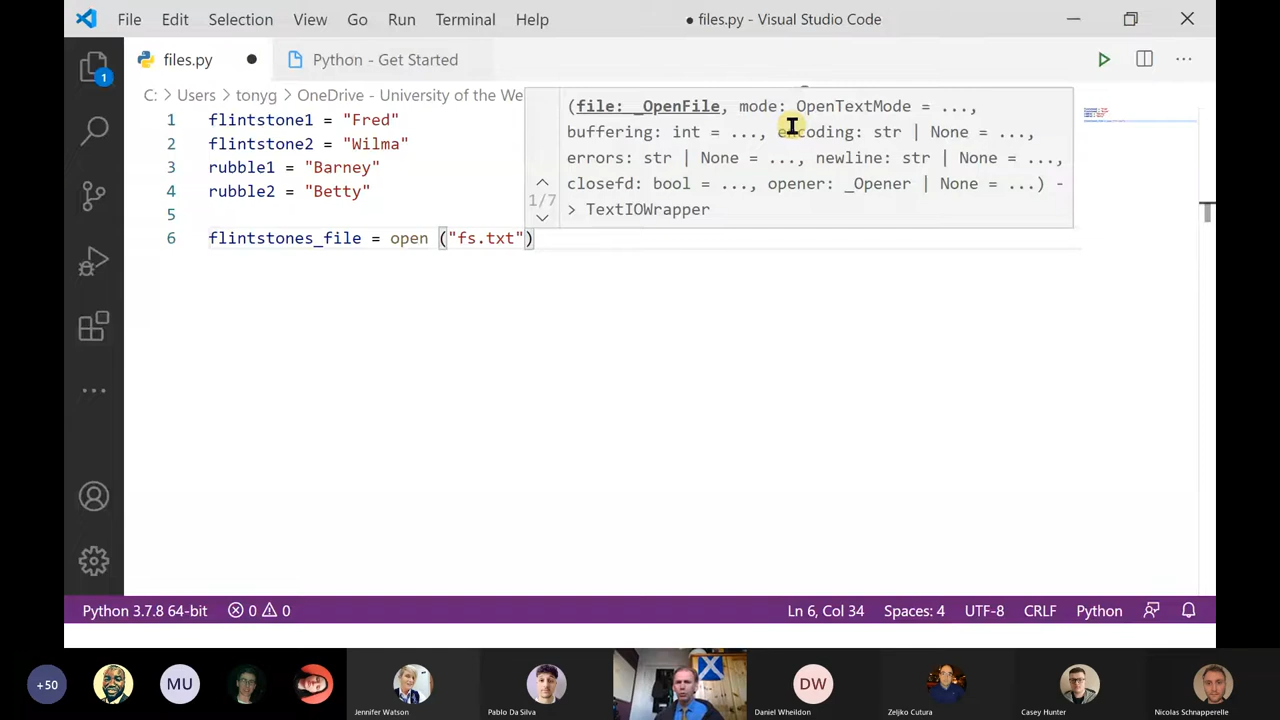 File Edit Selection View Go Run Terminal Help
● files.py - Visual Studio Code
files.py
Python - Get Started
C: > Users > tonyg > OneDrive - University of the We
1 flintstone1 = "Fred"
2 flintstone2 = "Wilma"
3 rubble1 = "Barney"
4 rubble2 = "Betty"
5
6 flintstones_file = open ("fs.txt")
(file: _OpenFile, mode: OpenTextMode = ...,
buffering: int = ..., encoding: str | None = ...,
errors: str | None = ..., newline: str | None = ...,
closefd: bool = ..., opener: _Opener | None = ...) -
> TextIOWrapper
1/7
1
Python 3.7.8 64-bit 0 0 Ln 6, Col 34 Spaces: 4 UTF-8 CRLF Python
+50 MU DW
Jennifer Watson Pablo Da Silva Daniel Wheildon Zeljko Cutura Casey Hunter Nicolas Schnapperelle